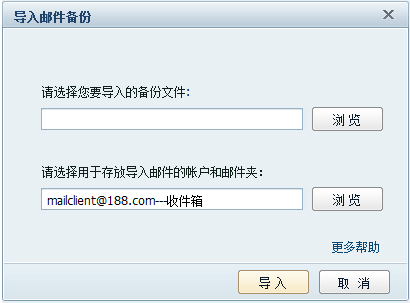 导入邮件备份
请选择您要导入的备份文件：
浏 览
请选择用于存放导入邮件的帐户和邮件夹：
mailclient@188.com---收件箱
浏 览
更多帮助
导 入
取 消